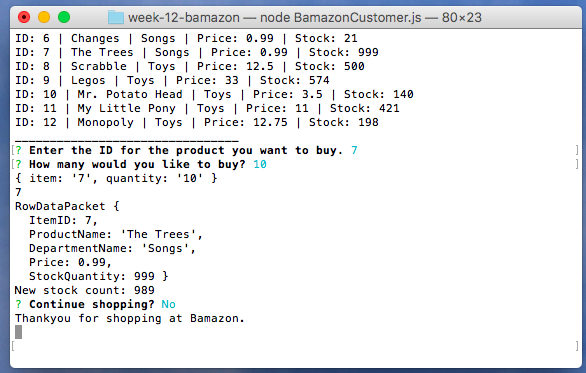 week-12-bamazon — node BamazonCustomer.js — 80×23
ID: 6 | Changes | Songs | Price: 0.99 | Stock: 21
ID: 7 | The Trees | Songs | Price: 0.99 | Stock: 999
ID: 8 | Scrabble | Toys | Price: 12.5 | Stock: 500
ID: 9 | Legos | Toys | Price: 33 | Stock: 574
ID: 10 | Mr. Potato Head | Toys | Price: 3.5 | Stock: 140
ID: 11 | My Little Pony | Toys | Price: 11 | Stock: 421
ID: 12 | Monopoly | Toys | Price: 12.75 | Stock: 198
________________________________
[? Enter the ID for the product you want to buy. 7 ]
[? How many would you like to buy? 10 ]
{ item: '7', quantity: '10' }
7
RowDataPacket {
  ItemID: 7,
  ProductName: 'The Trees',
  DepartmentName: 'Songs',
  Price: 0.99,
  StockQuantity: 999 }
New stock count: 989
? Continue shopping? No
Thankyou for shopping at Bamazon.
[ ]